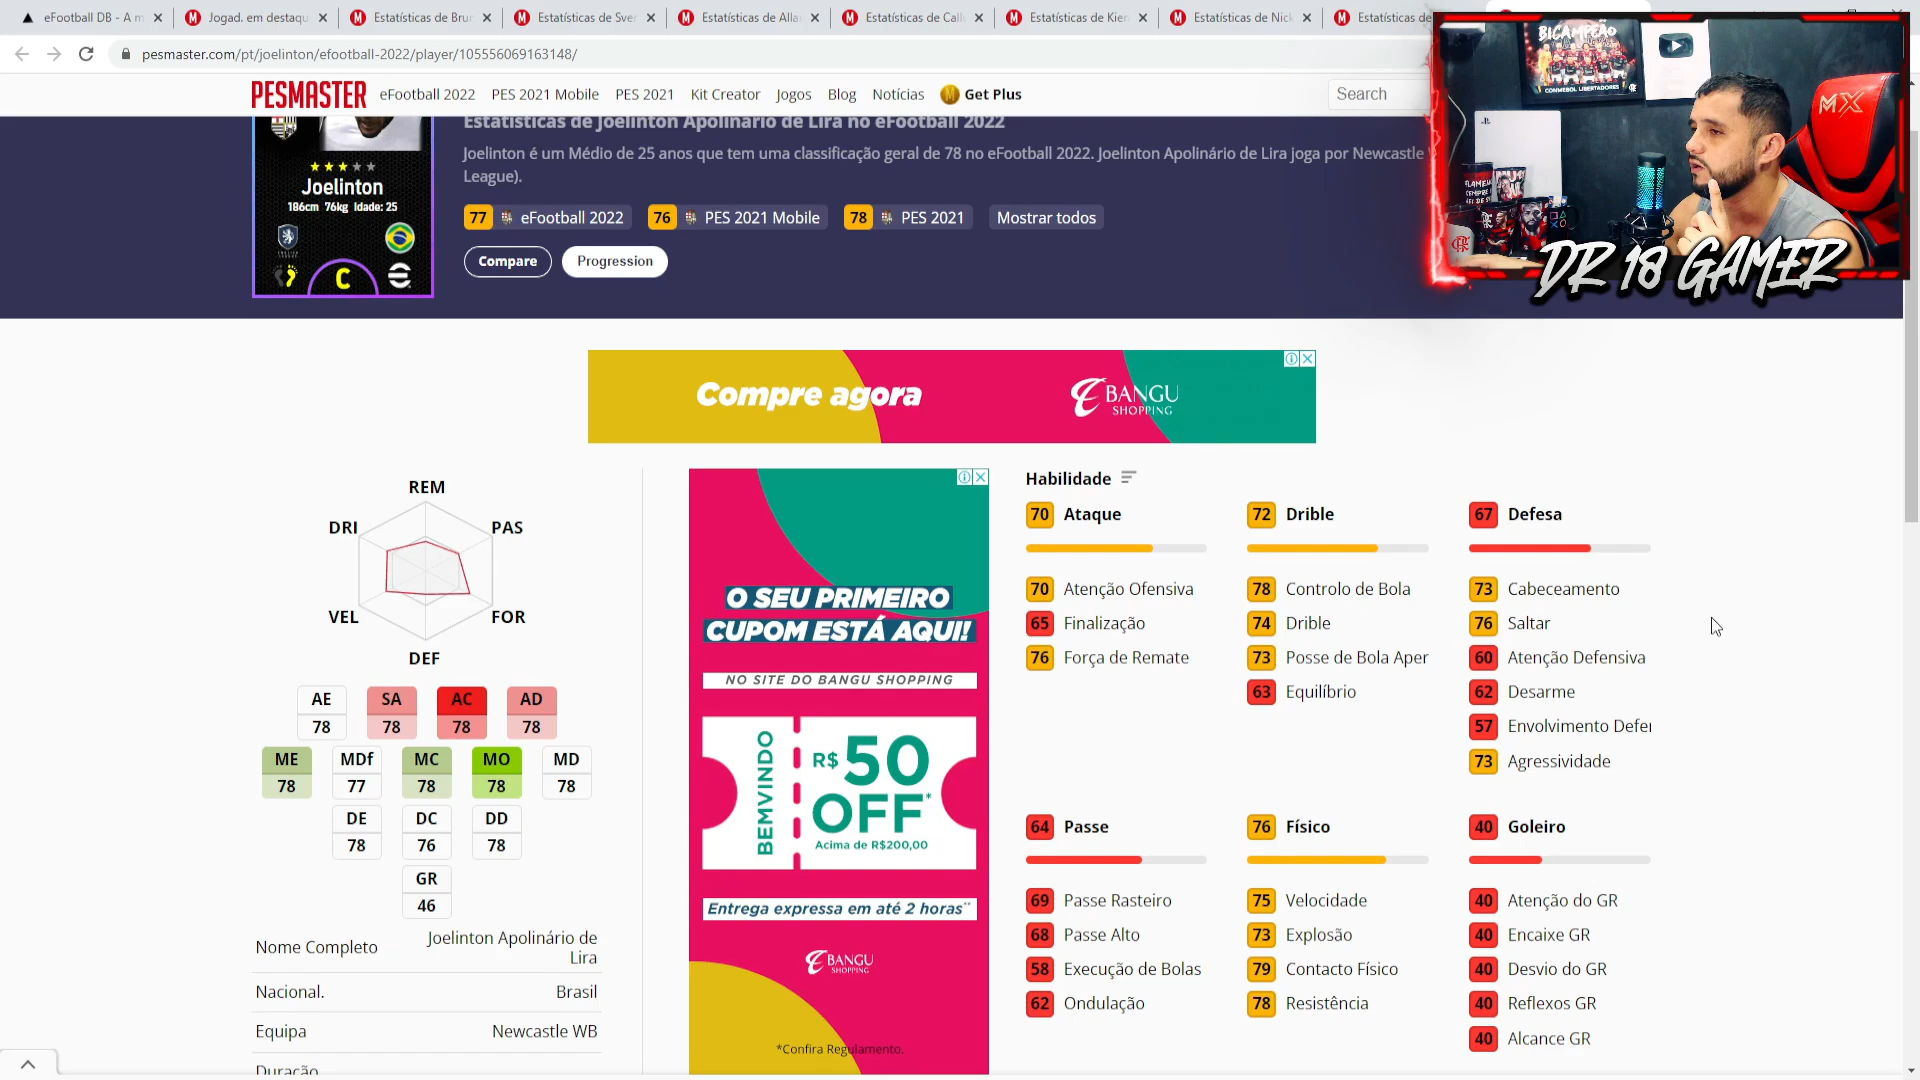 eFootball DB - A m
Jogad. em destaqu
Estatísticas de Brun
Estatísticas de Sver
Estatísticas de Alla
Estatísticas de Callu
Estatísticas de Kier
Estatísticas de Nick
Estatísticas de
pesmaster.com/pt/joelinton/efootball-2022/player/105556069163148/
PESMASTER
eFootball 2022 PES 2021 Mobile PES 2021 Kit Creator Jogos Blog Notícias Get Plus
Search
BICAMPEÃO
CONMEBOL LIBERTADORES
MX
DR 18 GAMER
Estatísticas de Joelinton Apolinário de Lira no eFootball 2022
Joelinton é um Médio de 25 anos que tem uma classificação geral de 78 no eFootball 2022. Joelinton Apolinário de Lira joga por Newcastle
League).
77 eFootball 2022 76 PES 2021 Mobile 78 PES 2021 Mostrar todos
Compare Progression
Joelinton
186cm 76kg Idade: 25
C
Compre agora
BANGU
SHOPPING
REM
DRI PAS
VEL FOR
DEF
AE SA AC AD
78 78 78 78
ME MDf MC MO MD
78 77 78 78 78
DE DC DD
78 76 78
GR
46
Nome Completo Joelinton Apolinário de
Lira
Nacional. Brasil
Equipa Newcastle WB
Duração
O SEU PRIMEIRO
CUPOM ESTÁ AQUI!
NO SITE DO BANGU SHOPPING
BEMVINDO
R$ 50
OFF*
Acima de R$200,00
Entrega expressa em até 2 horas**
BANGU
SHOPPING
*Confira Regulamento.
Habilidade
70 Ataque
70 Atenção Ofensiva
65 Finalização
76 Força de Remate
72 Drible
78 Controlo de Bola
74 Drible
73 Posse de Bola Aper
63 Equilíbrio
67 Defesa
73 Cabeceamento
76 Saltar
60 Atenção Defensiva
62 Desarme
57 Envolvimento Defer
73 Agressividade
64 Passe
69 Passe Rasteiro
68 Passe Alto
58 Execução de Bolas
62 Ondulação
76 Físico
75 Velocidade
73 Explosão
79 Contacto Físico
78 Resistência
40 Goleiro
40 Atenção do GR
40 Encaixe GR
40 Desvio do GR
40 Reflexos GR
40 Alcance GR